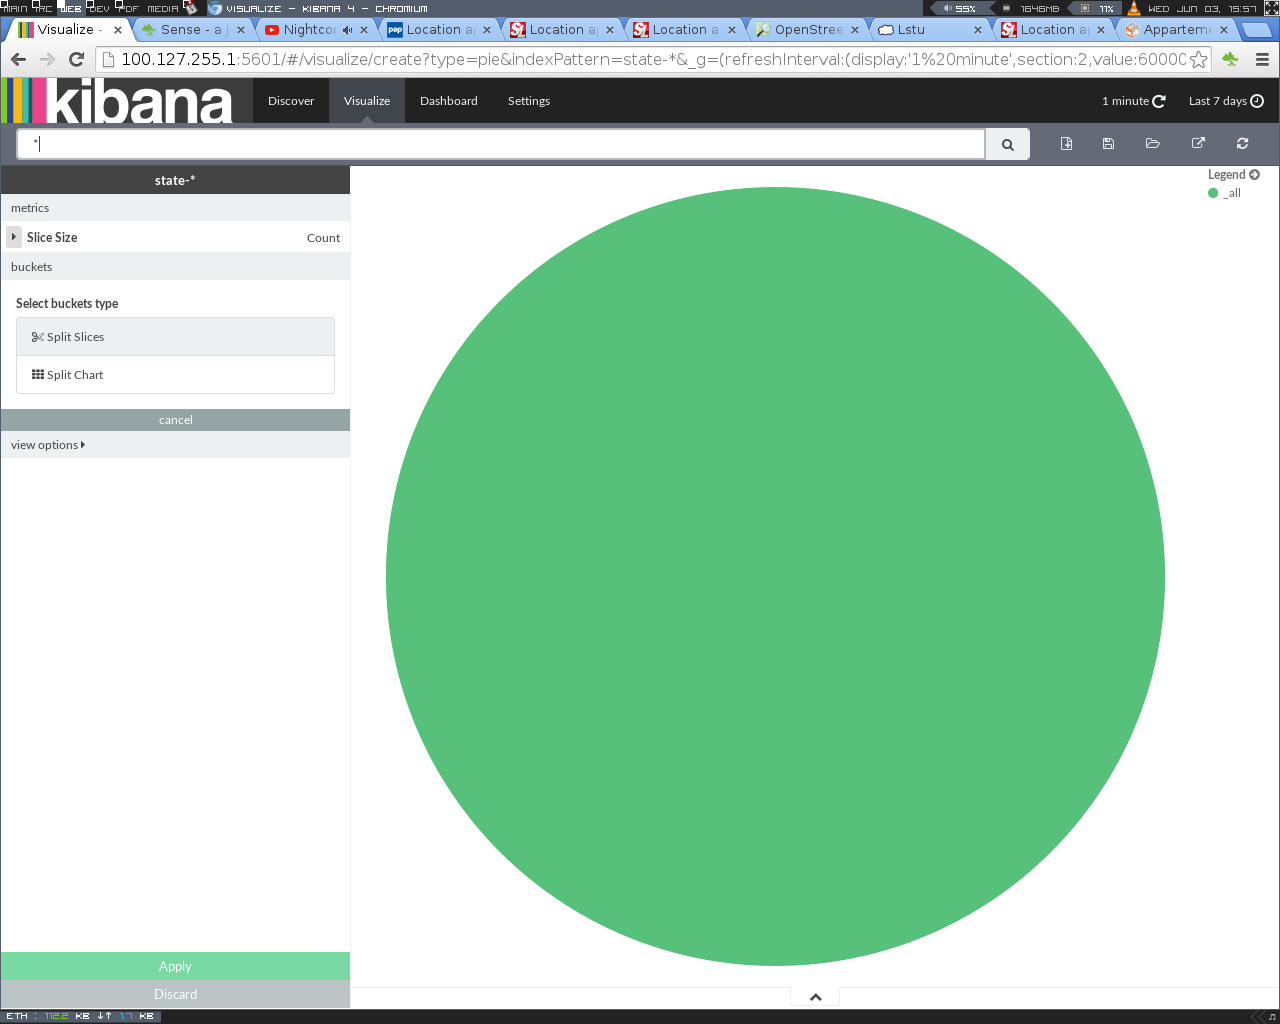 MAIN IRC WEB DEV PDF MEDIA VISUALIZE - KIBANA 4 - CHROMIUM 55% 1646MB 11% WED JUN 03, 15:57
Visualize - Sense - a J Nightco Location a Location a Location a OpenStree Lstu Location a Apparteme
100.127.255.1:5601/#/visualize/create?type=pie&indexPattern=state-*&_g=(refreshInterval:(display:'1%20minute',section:2,value:60000
kibana Discover Visualize Dashboard Settings 1 minute Last 7 days
*
state-*
Legend
_all
metrics
Slice Size Count
buckets
Select buckets type
Split Slices
Split Chart
cancel
view options
Apply
Discard
ETH : 112.2 KB ↓↑ 1.7 KB